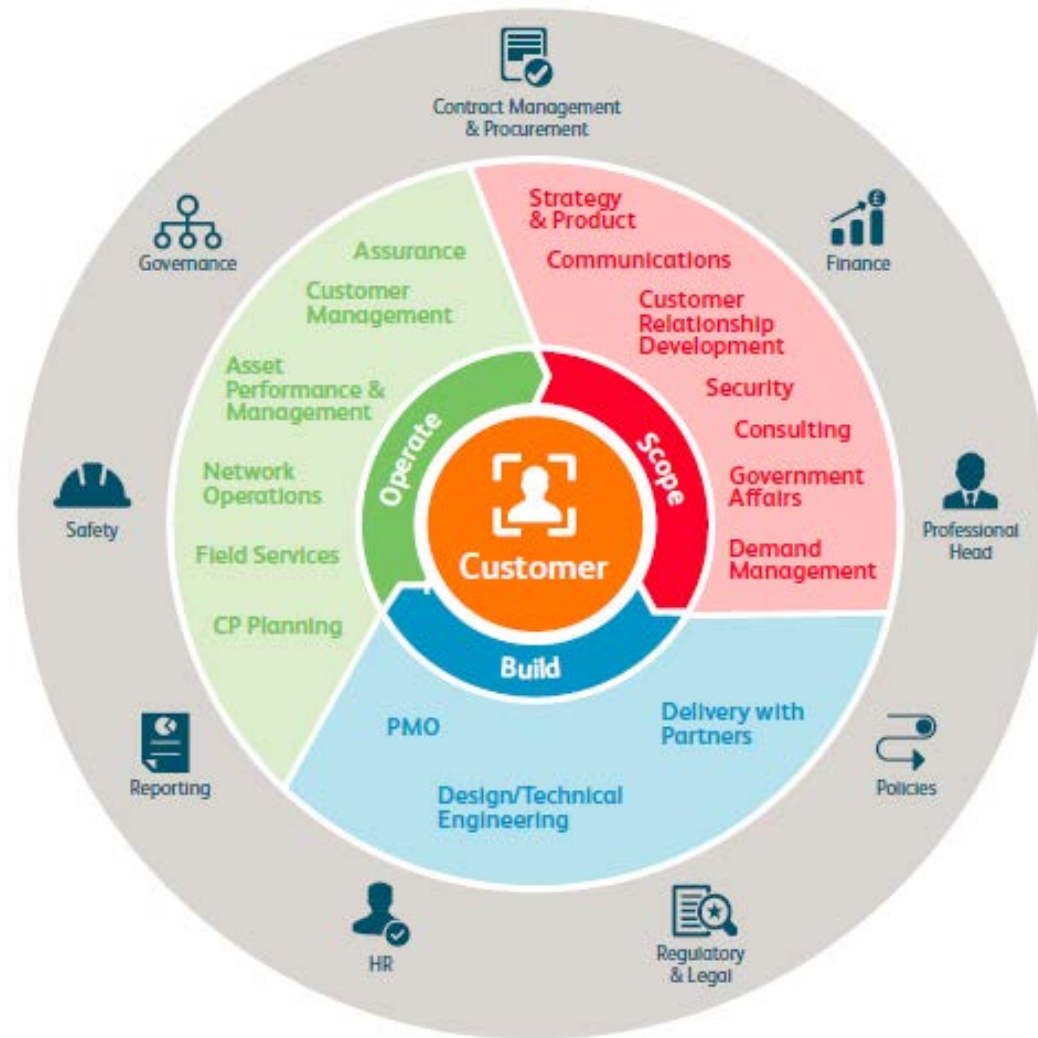 Contract Management
& Procurement
Finance
Professional
Head
Policies
Regulatory
& Legal
HR
Reporting
Safety
Governance
Strategy
& Product
Communications
Customer
Relationship
Development
Security
Consulting
Government
Affairs
Demand
Management
Delivery with
Partners
Design/Technical
Engineering
PMO
CP Planning
Field Services
Network
Operations
Asset
Performance &
Management
Customer
Management
Assurance
Operate
Scope
Build
Customer
£